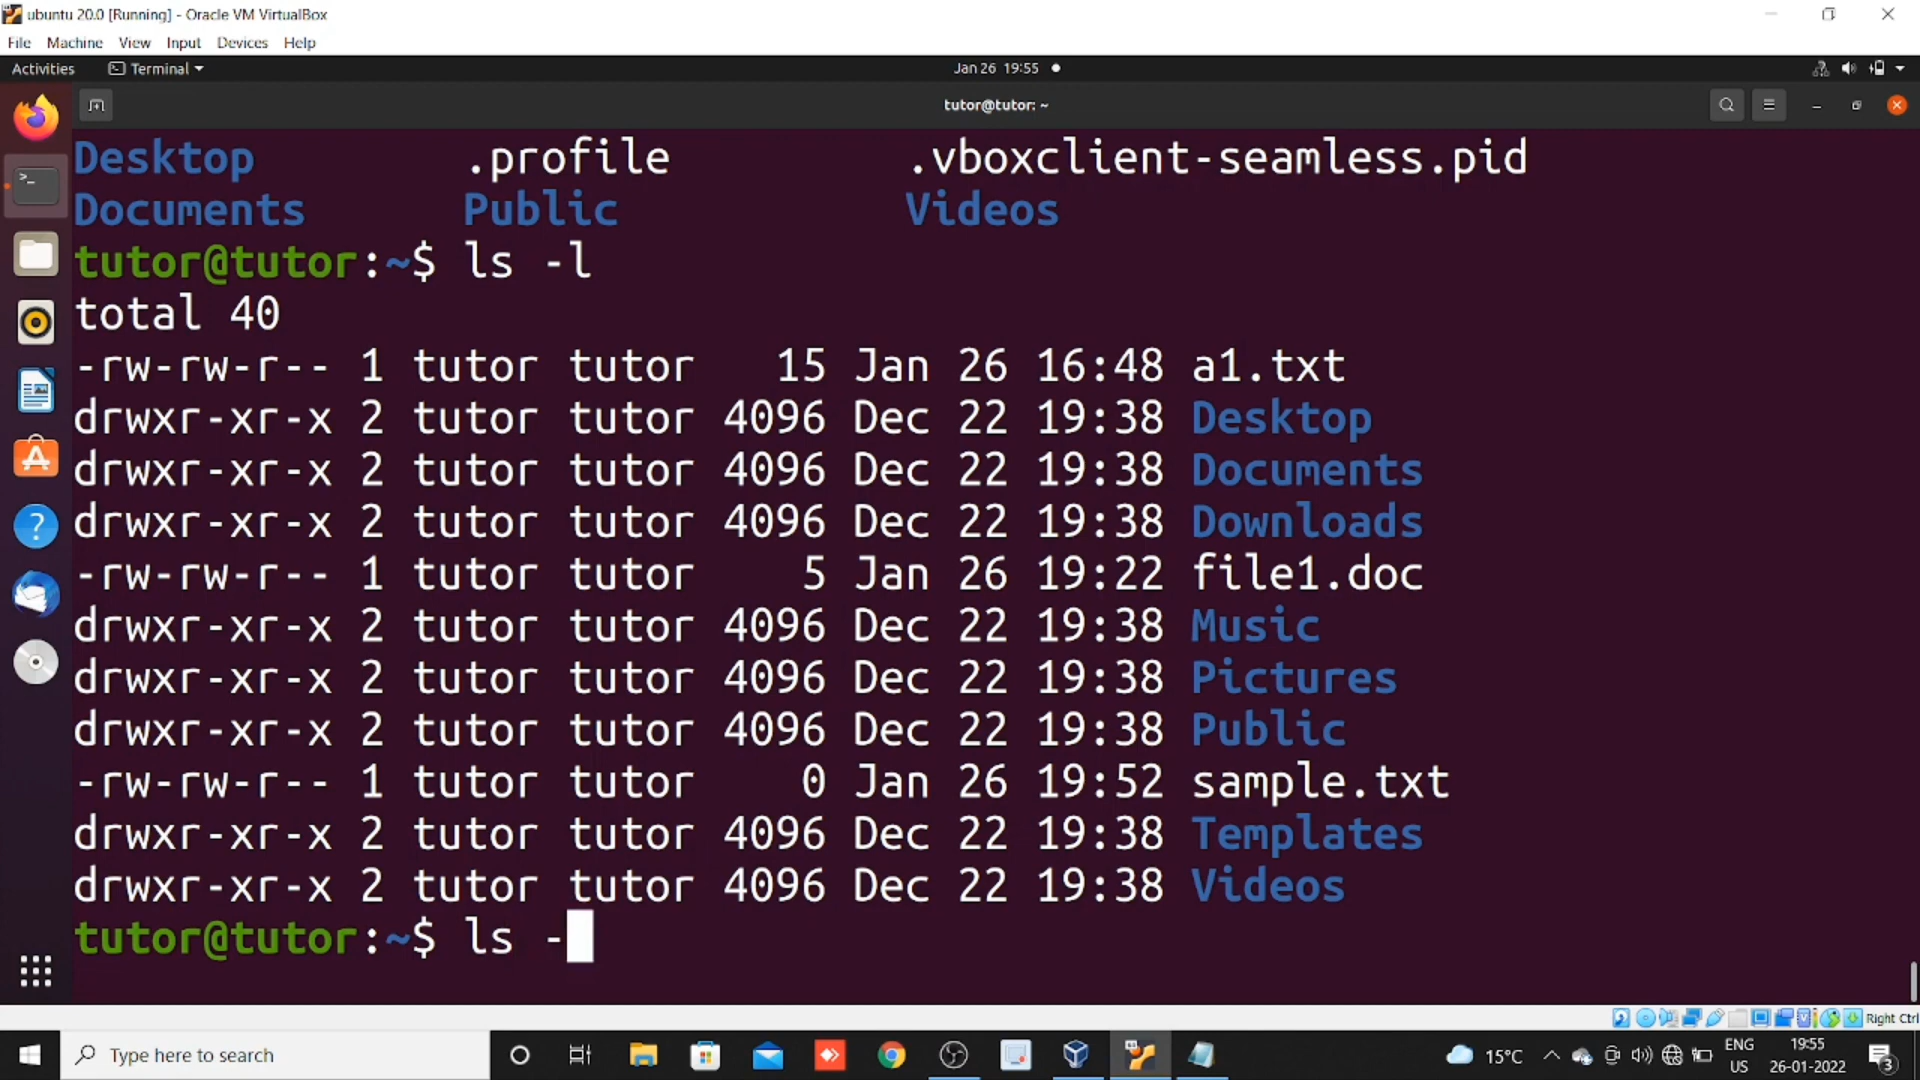 ubuntu 20.0 [Running] - Oracle VM VirtualBox
File Machine View Input Devices Help
Activities Terminal Jan 26 19:55
tutor@tutor: ~
Desktop .profile .vboxclient-seamless.pid
Documents Public Videos
tutor@tutor:~$ ls -l
total 40
-rw-rw-r-- 1 tutor tutor 15 Jan 26 16:48 a1.txt
drwxr-xr-x 2 tutor tutor 4096 Dec 22 19:38 Desktop
drwxr-xr-x 2 tutor tutor 4096 Dec 22 19:38 Documents
drwxr-xr-x 2 tutor tutor 4096 Dec 22 19:38 Downloads
-rw-rw-r-- 1 tutor tutor 5 Jan 26 19:22 file1.doc
drwxr-xr-x 2 tutor tutor 4096 Dec 22 19:38 Music
drwxr-xr-x 2 tutor tutor 4096 Dec 22 19:38 Pictures
drwxr-xr-x 2 tutor tutor 4096 Dec 22 19:38 Public
-rw-rw-r-- 1 tutor tutor 0 Jan 26 19:52 sample.txt
drwxr-xr-x 2 tutor tutor 4096 Dec 22 19:38 Templates
drwxr-xr-x 2 tutor tutor 4096 Dec 22 19:38 Videos
tutor@tutor:~$ ls -
Right Ctrl
Type here to search
15°C
ENG
US
19:55
26-01-2022
3